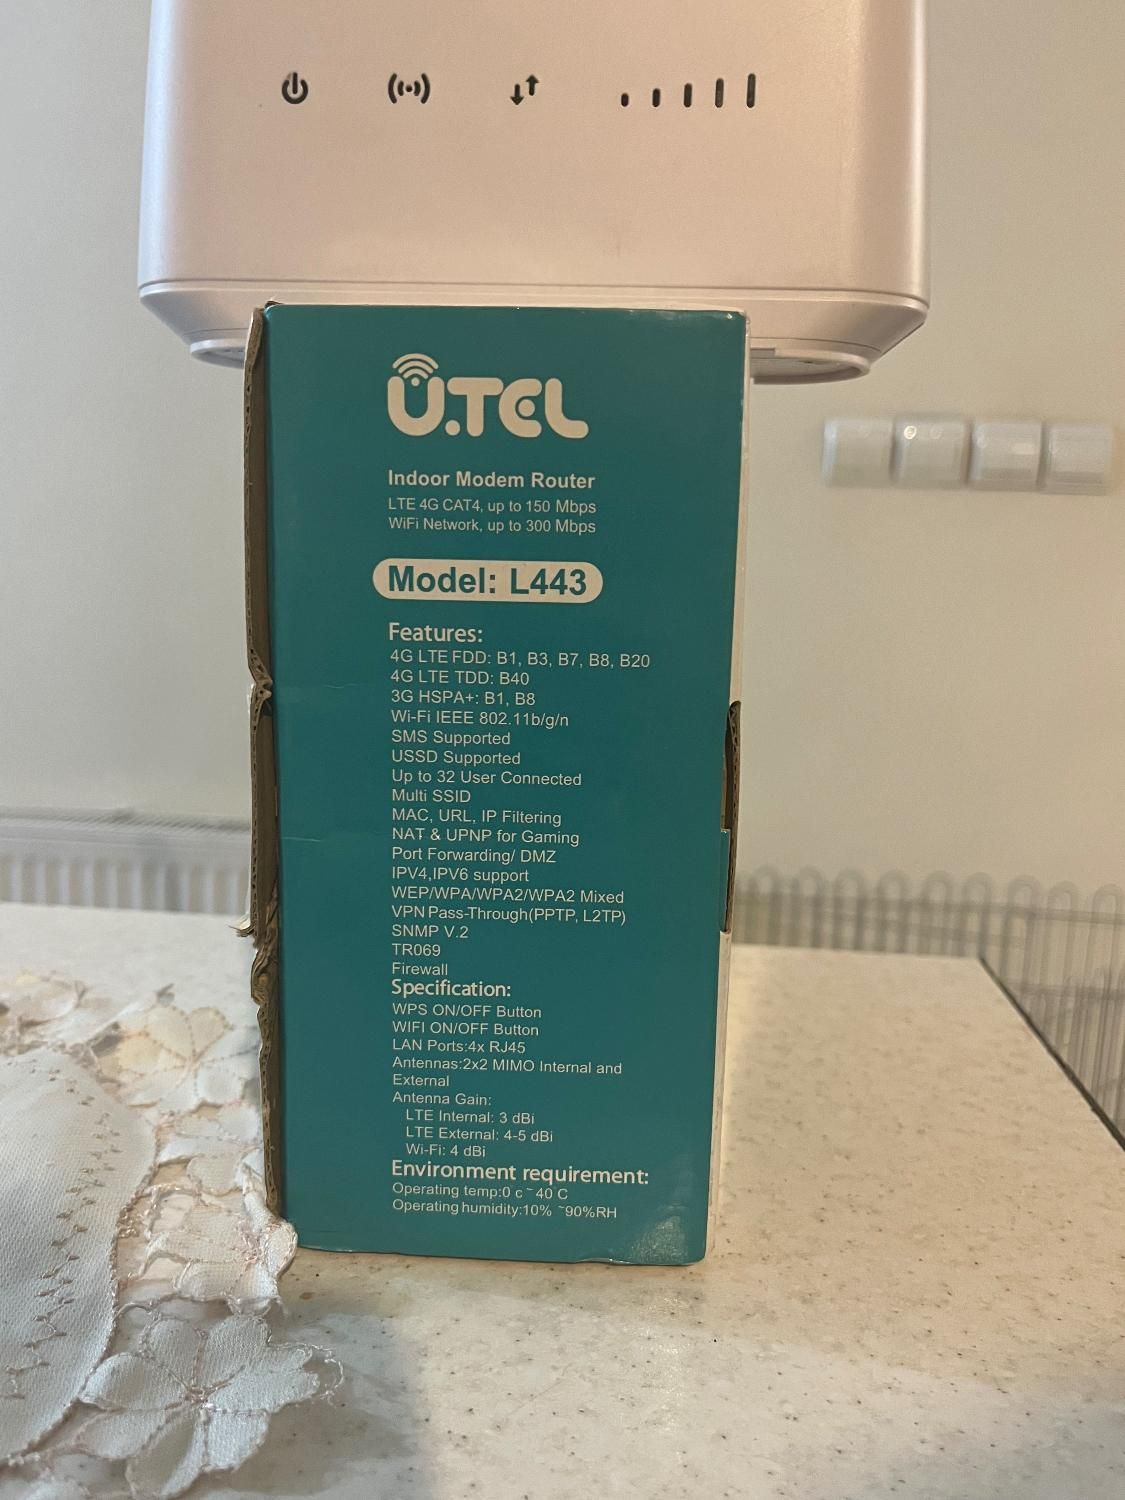 U.TEL
Indoor Modem Router
LTE 4G CAT4, up to 150 Mbps
WiFi Network, up to 300 Mbps
Model: L443
Features:
4G LTE FDD: B1, B3, B7, B8, B20
4G LTE TDD: B40
3G HSPA+: B1, B8
Wi-Fi IEEE 802.11b/g/n
SMS Supported
USSD Supported
Up to 32 User Connected
Multi SSID
MAC, URL, IP Filtering
NAT & UPNP for Gaming
Port Forwarding/ DMZ
IPV4,IPV6 support
WEP/WPA/WPA2/WPA2 Mixed
VPN Pass-Through(PPTP, L2TP)
SNMP V.2
TR069
Firewall
Specification:
WPS ON/OFF Button
WIFI ON/OFF Button
LAN Ports:4x RJ45
Antennas:2x2 MIMO Internal and
External
Antenna Gain:
LTE Internal: 3 dBi
LTE External: 4-5 dBi
Wi-Fi: 4 dBi
Environment requirement:
Operating temp:0 c ~ 40 C
Operating humidity:10% ~90%RH